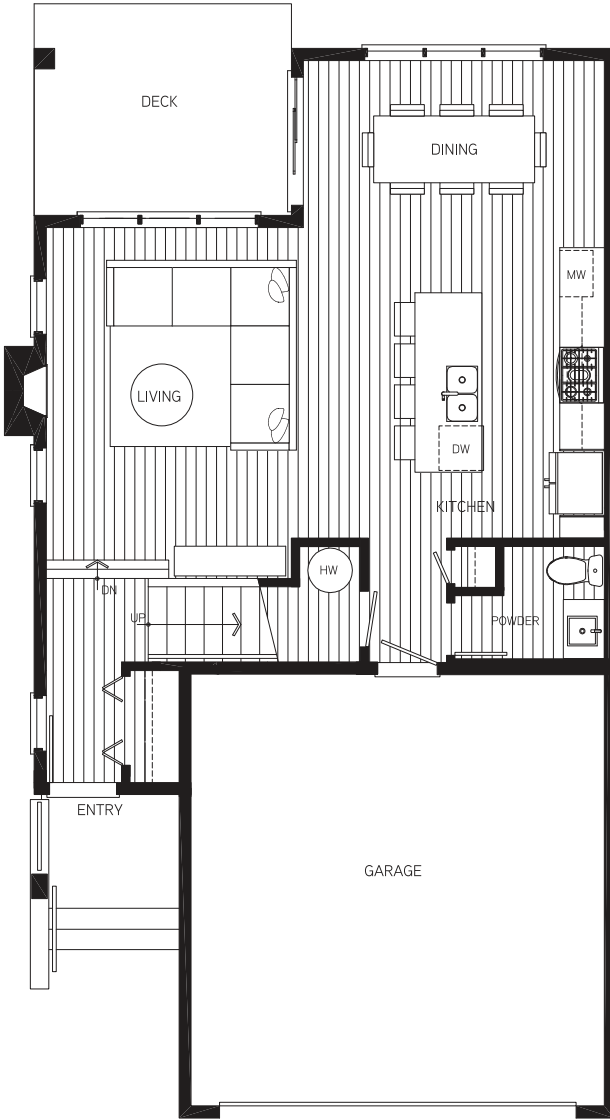 DECK
DINING
MW
LIVING
DW
KITCHEN
HW
DN
UP
POWDER
ENTRY
GARAGE